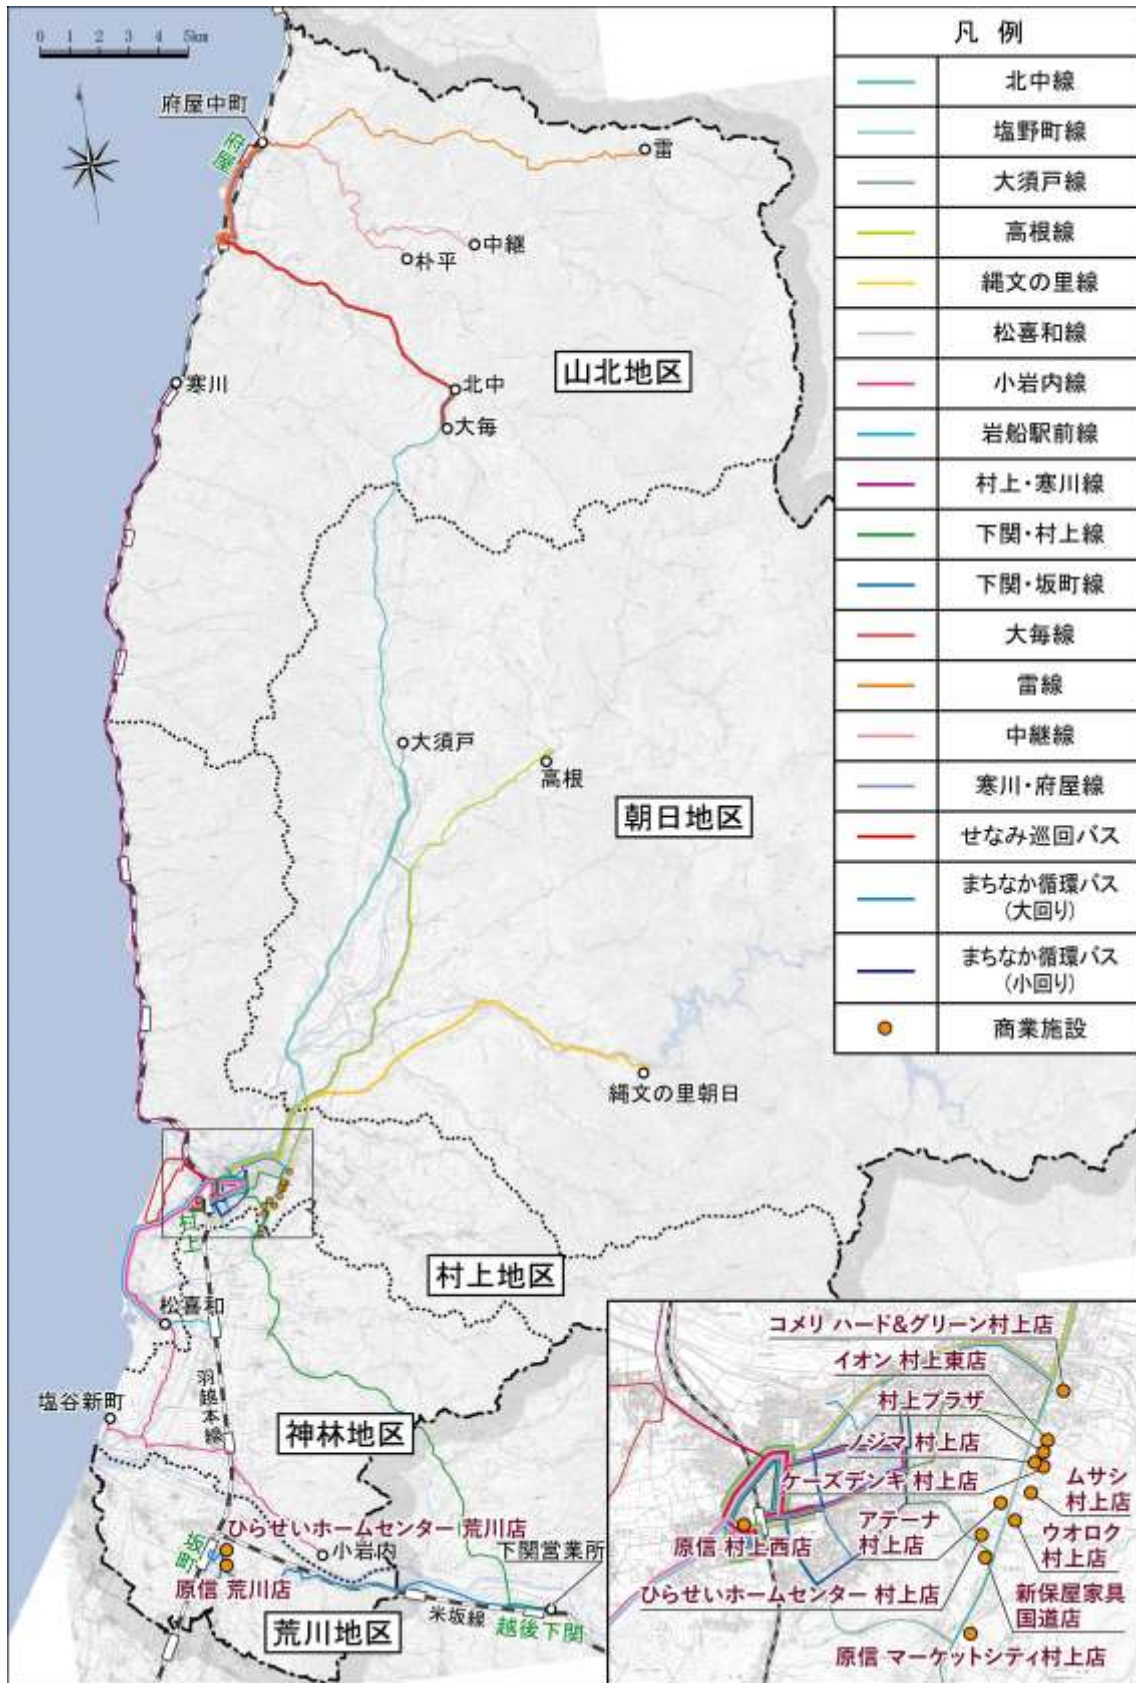 0 1 2 3 4 5km
府屋中町
府屋
雷
中継
朴平
山北地区
寒川
北中
大毎
大須戸
高根
朝日地区
縄文の里朝日
村上
村上地区
松喜和
羽越本線
塩谷新町
神林地区
ひらせいホームセンター 荒川店
坂町
小岩内
下関営業所
原信 荒川店
米坂線
越後下関
荒川地区
凡 例
北中線
塩野町線
大須戸線
高根線
縄文の里線
松喜和線
小岩内線
岩船駅前線
村上・寒川線
下関・村上線
下関・坂町線
大毎線
雷線
中継線
寒川・府屋線
せなみ巡回バス
まちなか循環バス
(大回り)
まちなか循環バス
(小回り)
商業施設
コメリ ハード&グリーン村上店
イオン 村上東店
村上プラザ
ノジマ 村上店
ケーズデンキ 村上店
ムサシ
村上店
アテーナ
村上店
ウオロク
村上店
原信 村上西店
ひらせいホームセンター 村上店
新保屋家具
国道店
原信 マーケットシティ村上店